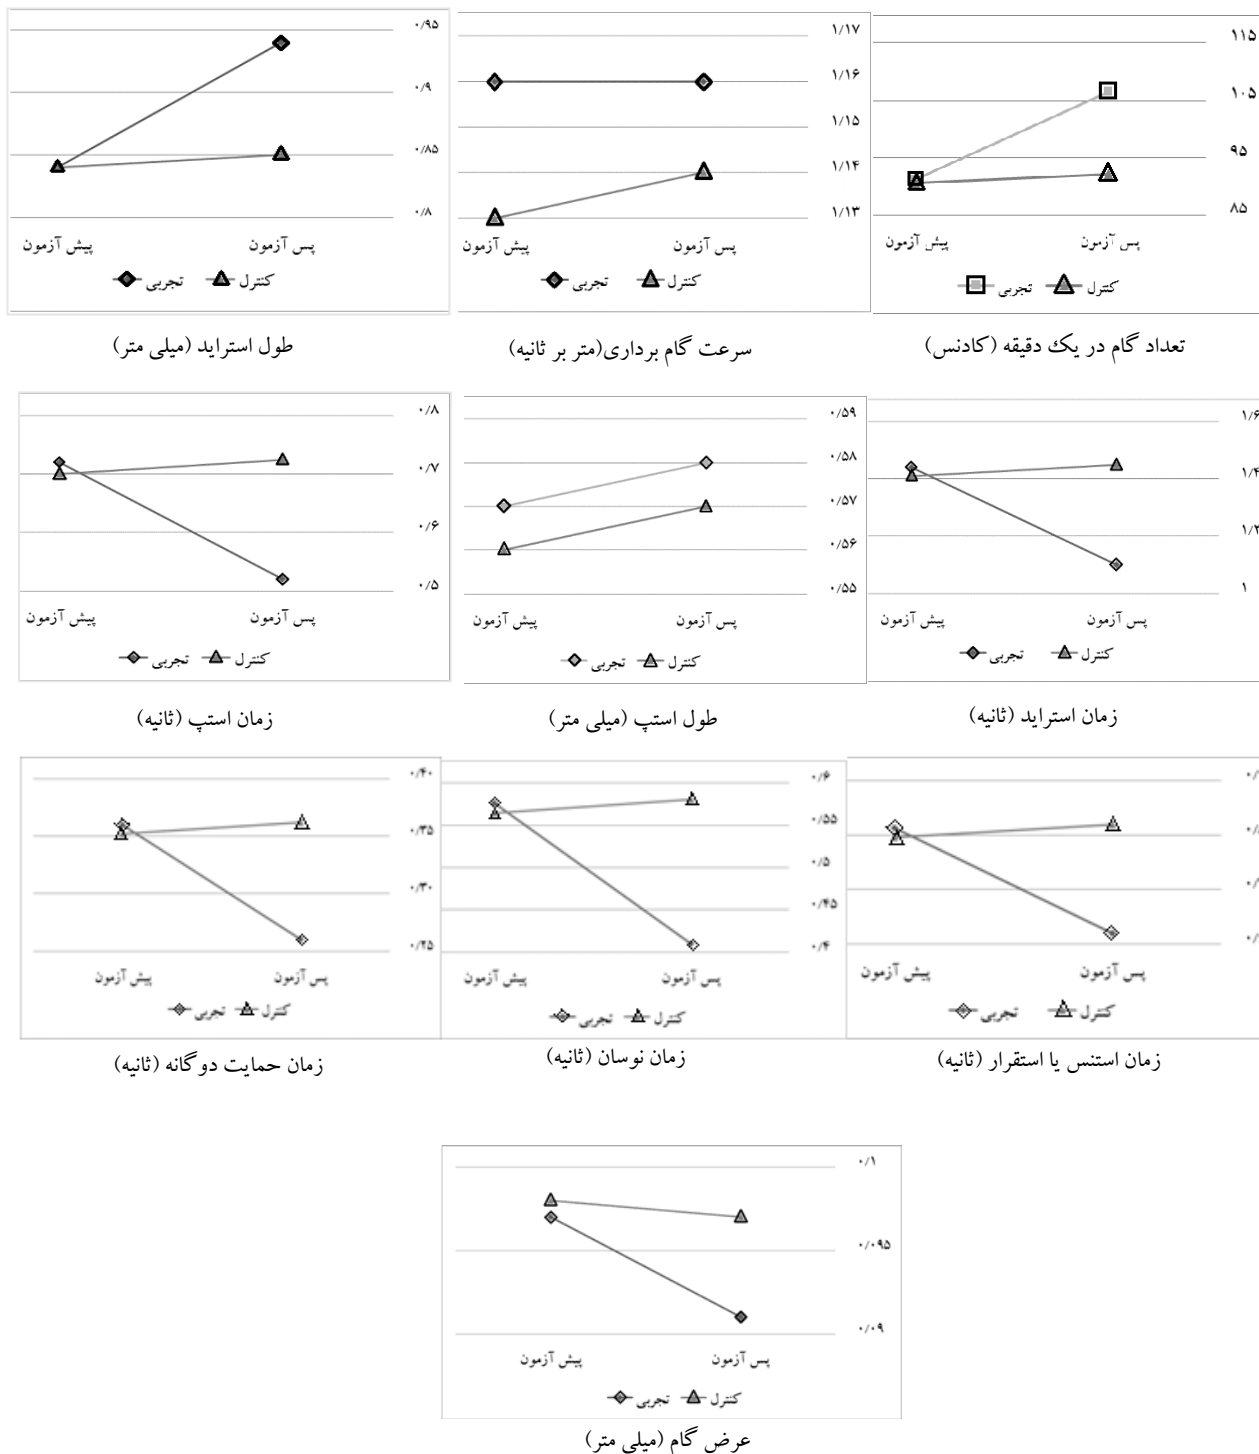 ۰/۹۵
۰/۹
۰/۸۵
۰/۸
پیش آزمون پس آزمون
تجربی کنترل
طول استراید (میلی متر)
۱/۱۷
۱/۱۶
۱/۱۵
۱/۱۴
۱/۱۳
پیش آزمون پس آزمون
تجربی کنترل
سرعت گام برداری(متر بر ثانیه)
۱۱۵
۱۰۵
۹۵
۸۵
پیش آزمون پس آزمون
تجربی کنترل
تعداد گام در یک دقیقه (کادنس)
۰/۸
۰/۷
۰/۶
۰/۵
پیش آزمون پس آزمون
تجربی کنترل
زمان استپ (ثانیه)
۰/۵۹
۰/۵۸
۰/۵۷
۰/۵۶
۰/۵۵
پیش آزمون پس آزمون
تجربی کنترل
طول استپ (میلی متر)
۱/۶
۱/۴
۱/۲
۱
پیش آزمون پس آزمون
تجربی کنترل
زمان استراید (ثانیه)
۰/۴۰
۰/۳۵
۰/۳۰
۰/۲۵
پیش آزمون پس آزمون
تجربی کنترل
زمان حمایت دوگانه (ثانیه)
۰/۶
۰/۵۵
۰/۵
۰/۴۵
۰/۴
پیش آزمون پس آزمون
تجربی کنترل
زمان نوسان (ثانیه)
پیش آزمون پس آزمون
تجربی کنترل
زمان استنس یا استقرار (ثانیه)
۰/۱
۰/۰۹۵
۰/۰۹
پیش آزمون پس آزمون
تجربی کنترل
عرض گام (میلی متر)